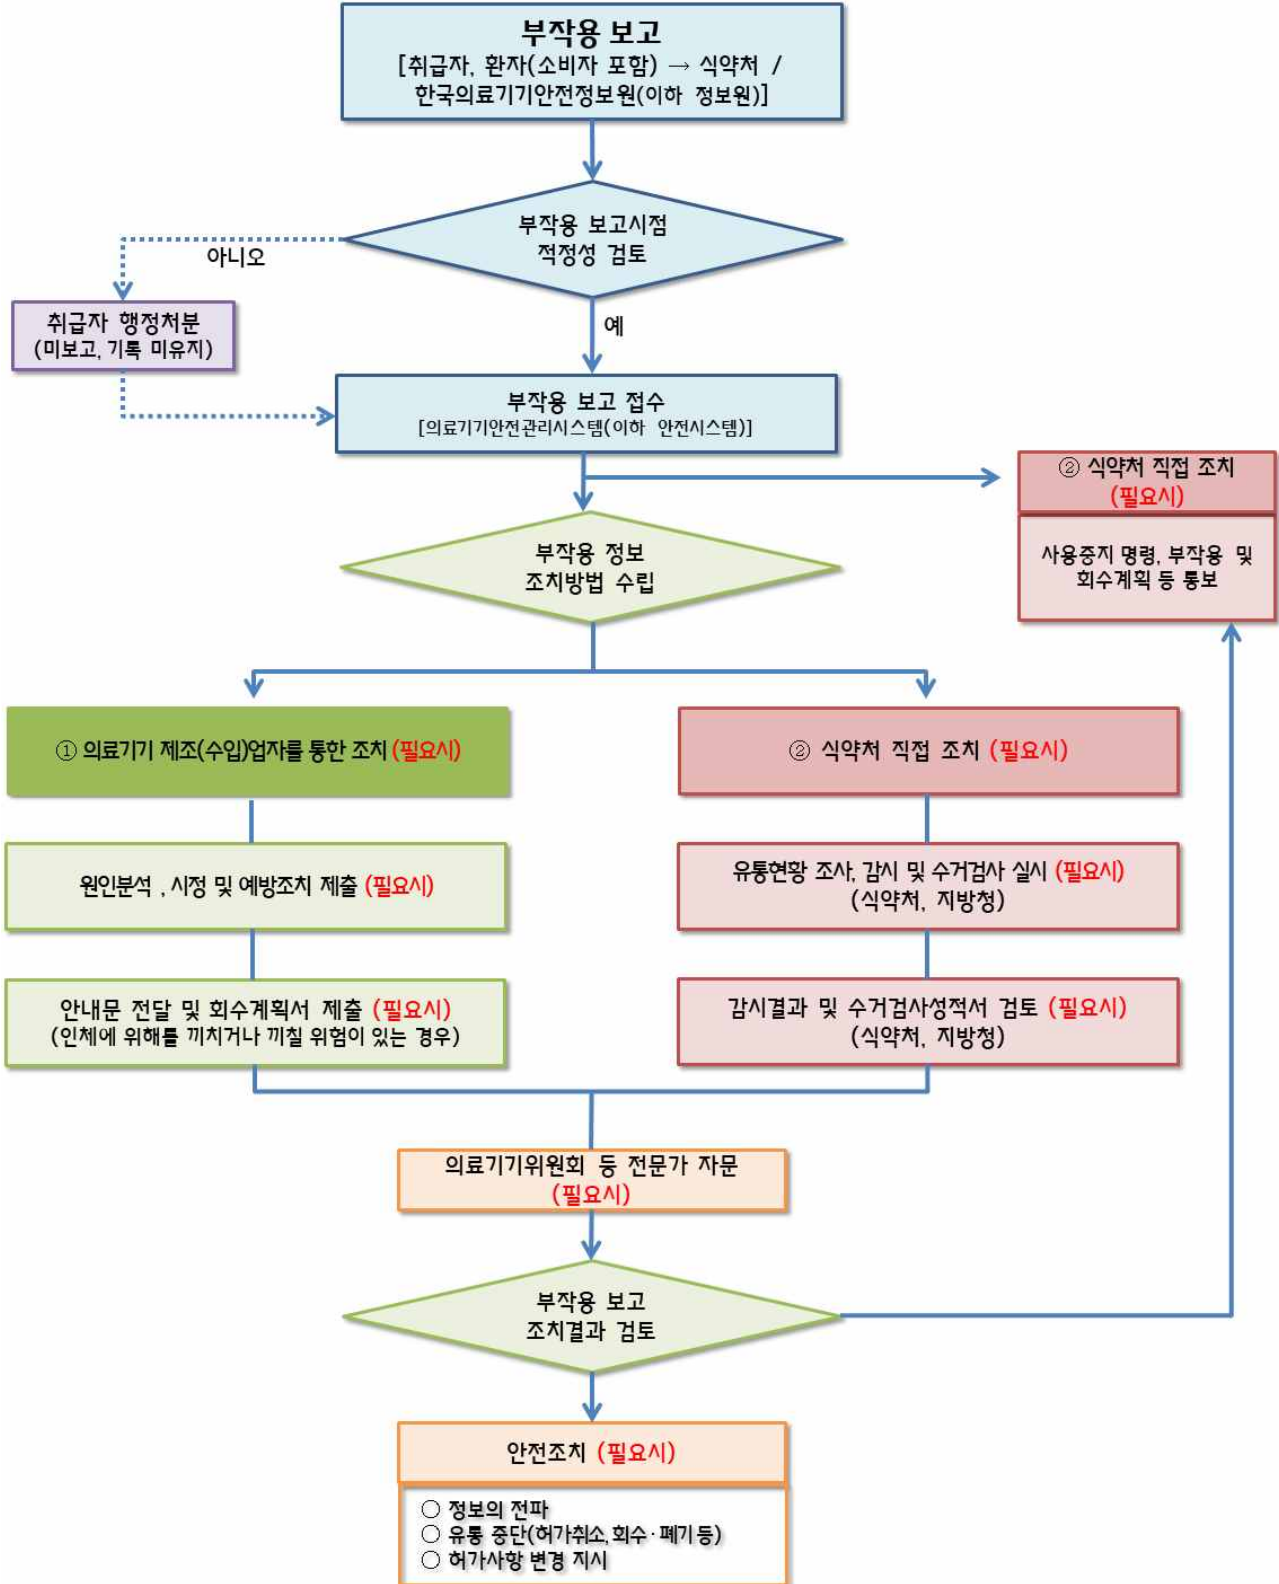 부작용 보고
[취급자, 환자(소비자 포함) → 식약처 /
한국의료기기안전정보원(이하 정보원)]
부작용 보고시점
적정성 검토
아니오
예
취급자 행정처분
(미보고, 기록 미유지)
부작용 보고 접수
[의료기기안전관리시스템(이하 안전시스템)]
② 식약처 직접 조치
(필요시)
사용중지 명령, 부작용 및
회수계획 등 통보
부작용 정보
조치방법 수립
① 의료기기 제조(수입)업자를 통한 조치 (필요시)
② 식약처 직접 조치 (필요시)
원인분석 , 시정 및 예방조치 제출 (필요시)
유통현황 조사, 감시 및 수거검사 실시 (필요시)
(식약처, 지방청)
안내문 전달 및 회수계획서 제출 (필요시)
(인체에 위해를 끼치거나 끼칠 위험이 있는 경우)
감시결과 및 수거검사성적서 검토 (필요시)
(식약처, 지방청)
의료기기위원회 등 전문가 자문
(필요시)
부작용 보고
조치결과 검토
안전조치 (필요시)
○ 정보의 전파
○ 유통 중단(허가취소, 회수·폐기 등)
○ 허가사항 변경 지시